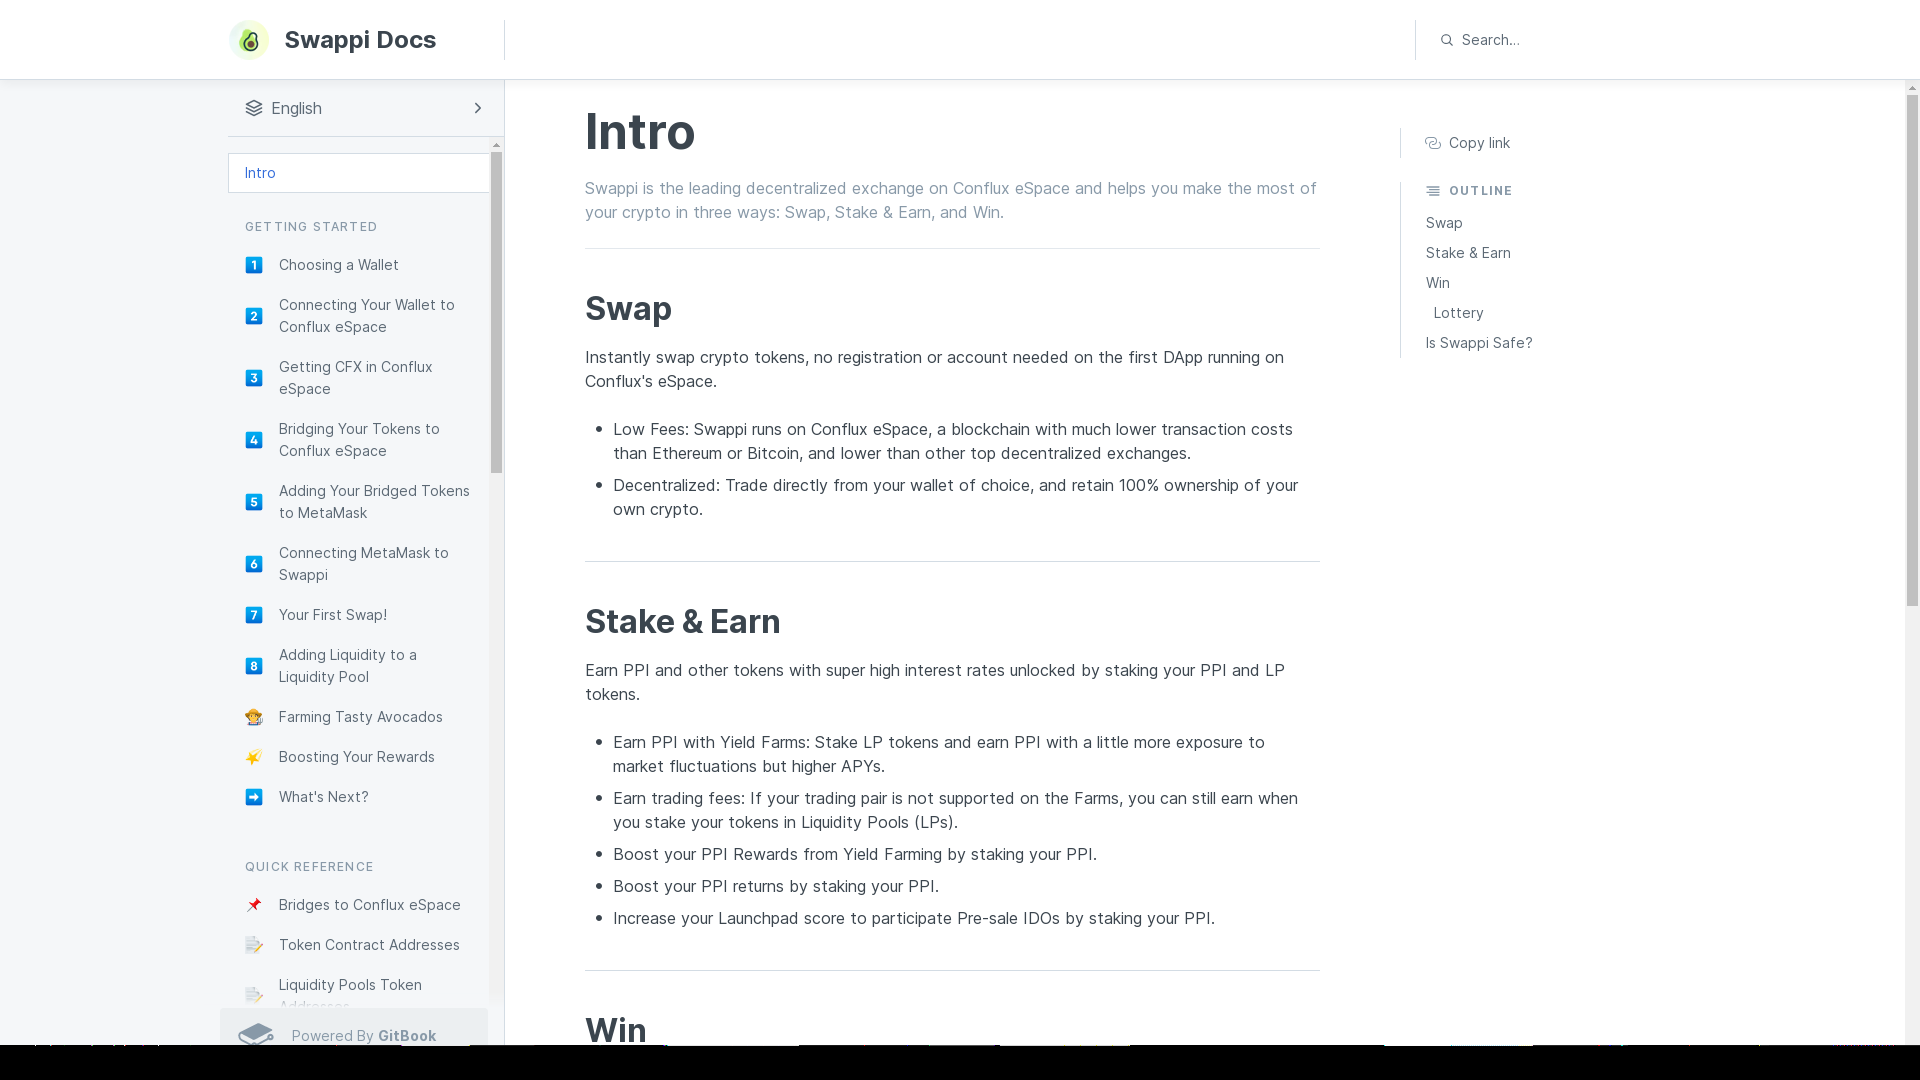 Swappi Docs
Search...
English
Intro
GETTING STARTED
1 Choosing a Wallet
2 Connecting Your Wallet to
Conflux eSpace
3 Getting CFX in Conflux
eSpace
4 Bridging Your Tokens to
Conflux eSpace
5 Adding Your Bridged Tokens
to MetaMask
6 Connecting MetaMask to
Swappi
7 Your First Swap!
8 Adding Liquidity to a
Liquidity Pool
Farming Tasty Avocados
Boosting Your Rewards
What's Next?
QUICK REFERENCE
Bridges to Conflux eSpace
Token Contract Addresses
Liquidity Pools Token
Addresses
Powered By GitBook
Intro
Swappi is the leading decentralized exchange on Conflux eSpace and helps you make the most of
your crypto in three ways: Swap, Stake & Earn, and Win.
Swap
Instantly swap crypto tokens, no registration or account needed on the first DApp running on
Conflux's eSpace.
Low Fees: Swappi runs on Conflux eSpace, a blockchain with much lower transaction costs
than Ethereum or Bitcoin, and lower than other top decentralized exchanges.
Decentralized: Trade directly from your wallet of choice, and retain 100% ownership of your
own crypto.
Stake & Earn
Earn PPI and other tokens with super high interest rates unlocked by staking your PPI and LP
tokens.
Earn PPI with Yield Farms: Stake LP tokens and earn PPI with a little more exposure to
market fluctuations but higher APYs.
Earn trading fees: If your trading pair is not supported on the Farms, you can still earn when
you stake your tokens in Liquidity Pools (LPs).
Boost your PPI Rewards from Yield Farming by staking your PPI.
Boost your PPI returns by staking your PPI.
Increase your Launchpad score to participate Pre-sale IDOs by staking your PPI.
Win
Copy link
OUTLINE
Swap
Stake & Earn
Win
Lottery
Is Swappi Safe?